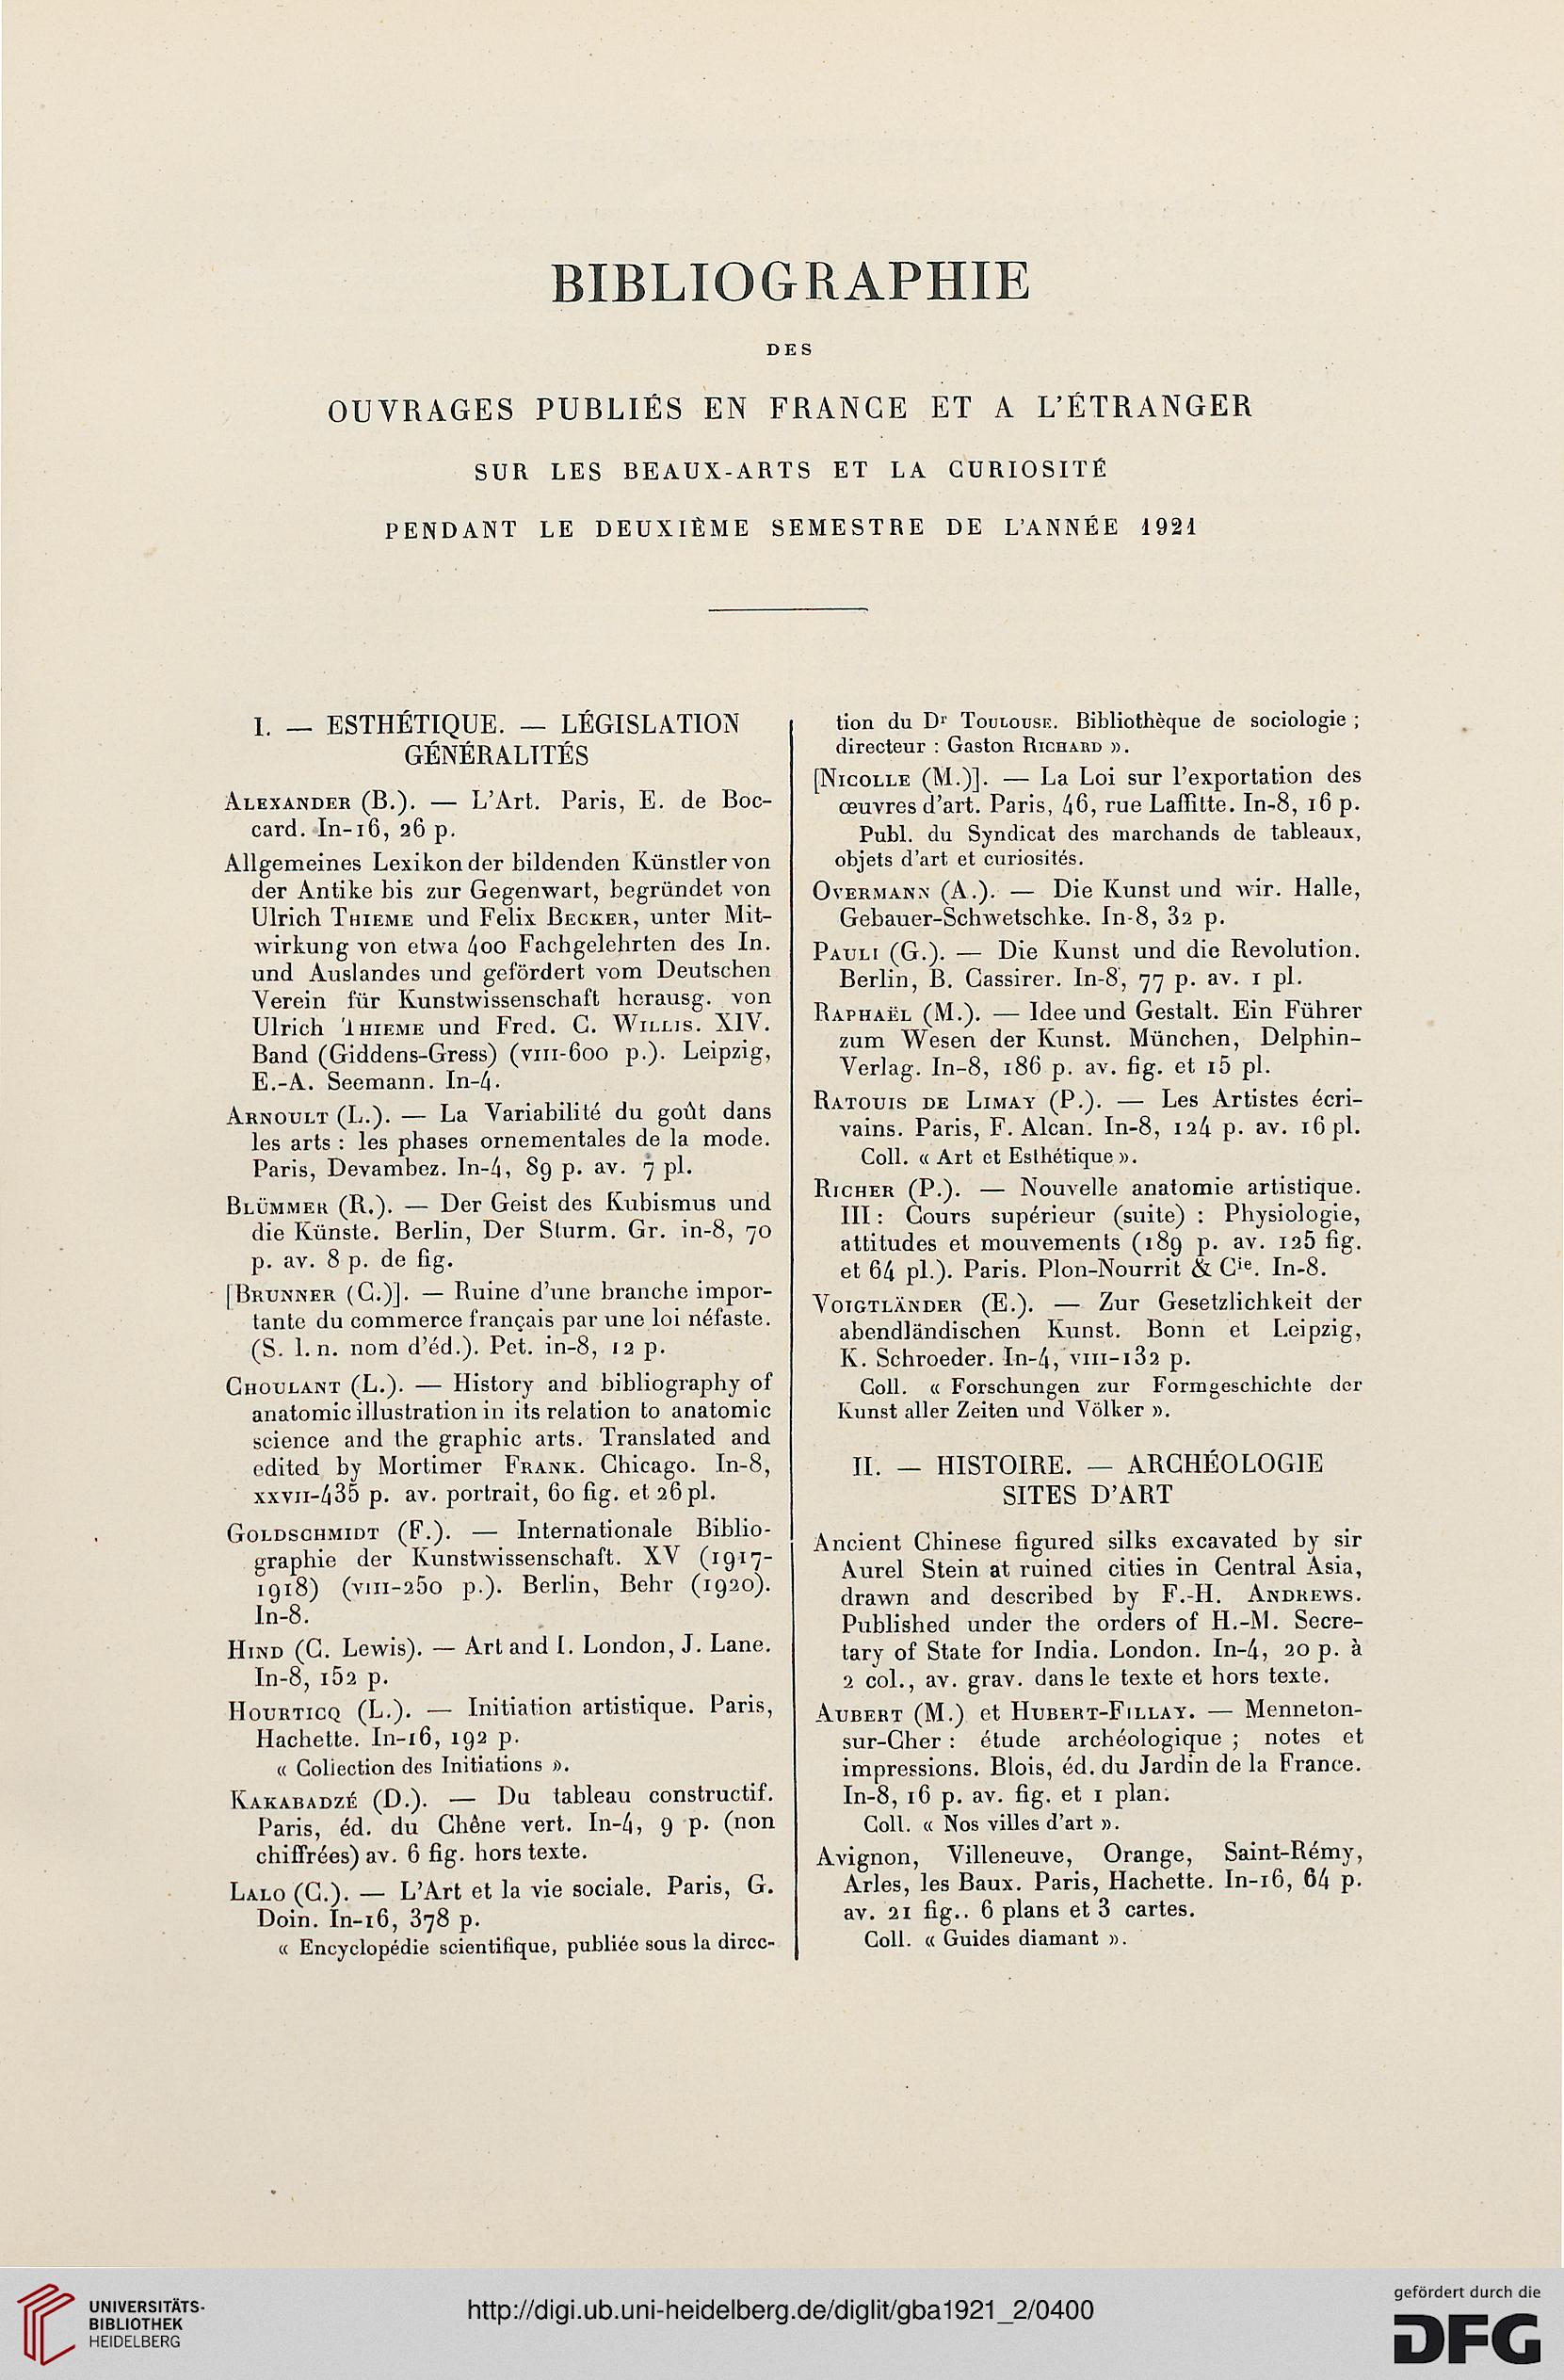 BIBLIOGRAPHIE
DES
OUVRAGES PUBLIÉS EN FRANCE ET A L'ÉTRANGER
SUR LES BEAUX-ARTS ET LA CURIOSITÉ
PENDANT LE DEUXIÈME SEMESTRE DE L'ANNÉE 1921
I. — ESTHÉTIQUE. — LÉGISLATION
GÉNÉRALITÉS
ALEXANDER (B.). — L'Art. Paris, E. de Boc-
card. In-16, 26 p.
Allgemeines Lexikon der bildenden Künstler von
der Antike bis zur Gegenwart, begründet von
Ulrich THIEME und Felix BECKER, unter Mit-
wirkung von etwa 400 Fachgelehrten des In.
und Auslandes und gefördert vom Deutschen
Verein für Kunstwissenschaft herausg. von
Ulrich THIEME und Fred. C. WILLIS. XIV.
Band (Giddens-Gress) (VIII-600 p.). Leipzig,
E.-A. Seemann. In-4.
ARNOULT (L.). — La Variabilité du goût dans
les arts : les phases ornementales de la mode.
Paris, Devambez. In-4, 89 p. av. 7 pl.
BLÜMMER (R.). — Der Geist des Kubismus und
die Künste. Berlin, Der Sturm. Gr. in-8, 70
p. av. 8 p. de fig.
[BRUNNER (C.)]. — Ruine d'une branche impor-
tante du commerce français par une loi néfaste.
(S. l. n. nom d'éd.). Pet. in-8, 12 p.
CHOULANT (L.). — History and bibliography of
anatomic illustration in its relation to anatomic
science and the graphic arts. Translated and
edited by Mortimer FRANK. Chicago. In-8,
XXVII-435 p. av. portrait, 60 fig. et 26 pl.
GOLDSCHMIDT (F.). — Internationale Biblio-
graphie der Kunstwissenschaft. XV (1917-
1918) (VIII-250 p.). Berlin, Behr (1920).
In-8.
HIND (C. Lewis). — Art and I. London, J. Lane.
In-8, 152 p.
HOURTICQ (L.). — Initiation artistique. Paris,
Hachette. In-16, 192 p.
« Collection des Initiations ».
KAKABADZÉ (D.). — Du tableau constructif.
Paris, éd. du Chêne vert. In-4, 9 p. (non
chiffrées) av. 6 fig. hors texte.
LALO (C.). — L'Art et la vie sociale. Paris, G.
Doin. In-16, 378 p.
« Encyclopédie scientifique, publiée sous la direc-
tion du Dr TOULOUSE. Bibliothèque de sociologie ;
directeur : Gaston RICHARD ».
[NICOLLE (M.)]. — La Loi sur l'exportation des
œuvres d'art. Paris, 46, rue Laffitte. In-8, 16 p.
Publ. du Syndicat des marchands de tableaux,
objets d'art et curiosités.
OVERMANN (A.). — Die Kunst und wir. Halle,
Gebauer-Schwetschke. In-8, 32 p.
PAULI (G.). — Die Kunst und die Revolution.
Berlin, B. Cassirer. In-8, 77 p. av. 1 pl.
RAPHAËL (M.). — Idee und Gestalt. Ein Führer
zum Wesen der Kunst. München, Delphin-
Verlag. In-8, 186 p. av. fig. et 15 pl.
RATOUIS DE LIMAY (P.). — Les Artistes écri-
vains. Paris, F. Alcan. In-8, 124 p. av. 16 pl.
Coll. « Art et Esthétique ».
RICHER (P.). — Nouvelle anatomie artistique.
III : Cours supérieur (suite) : Physiologie,
attitudes et mouvements (189 p. av. 125 fig.
et 64 pl.). Paris. Plon-Nourrit & Cie. In-8.
VOIGTLÄNDER (E.). — Zur Gesetzlichkeit der
abendländischen Kunst. Bonn et Leipzig,
K. Schroeder. In-4, VIII-132 p.
Coll. « Forschungen zur Formgeschichte der
Kunst aller Zeiten und Völker ».
II. — HISTOIRE. — ARCHÉOLOGIE
SITES D'ART
Ancient Chinese figured silks excavated by sir
Aurel Stein at ruined cities in Central Asia,
drawn and described by F.-H. ANDREWS.
Published under the orders of H.-M. Secre-
tary of State for India. London. In-4, 20 p. à
2 col., av. grav. dans le texte et hors texte.
AUBERT (M.) et HUBERT-FILLAY. — Menneton-
sur-Cher : étude archéologique ; notes et
impressions. Blois, éd. du Jardin de la France.
In-8, 16 p. av. fig. et 1 plan.
Coll. « Nos villes d'art ».
Avignon, Villeneuve, Orange, Saint-Rémy,
Arles, les Baux. Paris, Hachette. In-16, 64 p.
av. 21 fig.. 6 plans et 3 cartes.
Coll. « Guides diamant ».
UNIVERSITÄTS-
BIBLIOTHEK
HEIDELBERG
http://digi.ub.uni-heidelberg.de/diglit/gba1921_2/0400
gefördert durch die
DFG